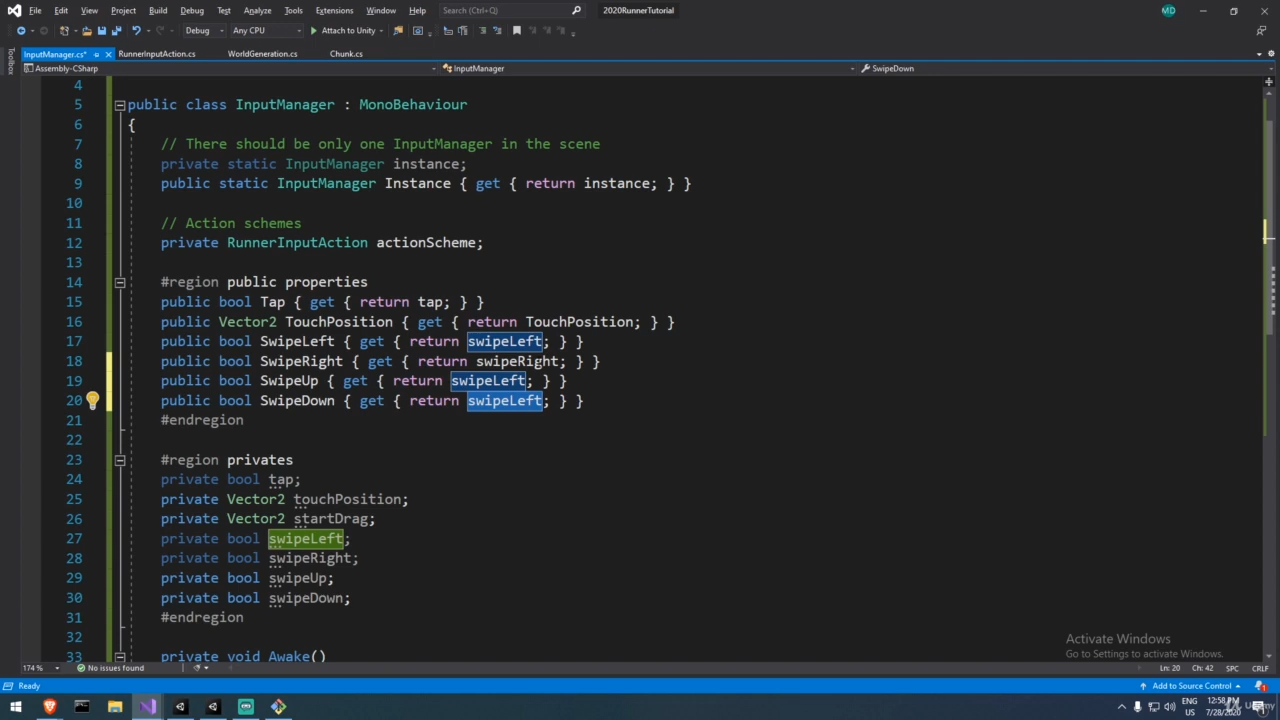 File Edit View Project Build Debug Test Analyze Tools Extensions Window Help Search (Ctrl+Q) 2020RunnerTutorial MD
Debug Any CPU Attach to Unity
Toolbox
InputManager.cs* RunnerInputAction.cs WorldGeneration.cs Chunk.cs
Assembly-CSharp InputManager SwipeDown
4
5 public class InputManager : MonoBehaviour
6 {
7 // There should be only one InputManager in the scene
8 private static InputManager instance;
9 public static InputManager Instance { get { return instance; } }
10
11 // Action schemes
12 private RunnerInputAction actionScheme;
13
14 #region public properties
15 public bool Tap { get { return tap; } }
16 public Vector2 TouchPosition { get { return TouchPosition; } }
17 public bool SwipeLeft { get { return swipeLeft; } }
18 public bool SwipeRight { get { return swipeRight; } }
19 public bool SwipeUp { get { return swipeLeft; } }
20 public bool SwipeDown { get { return swipeLeft; } }
21 #endregion
22
23 #region privates
24 private bool tap;
25 private Vector2 touchPosition;
26 private Vector2 startDrag;
27 private bool swipeLeft;
28 private bool swipeRight;
29 private bool swipeUp;
30 private bool swipeDown;
31 #endregion
32
33 private void Awake()
Activate Windows
Go to Settings to activate Windows.
174 % No issues found Ln: 20 Ch: 42 SPC CRLF
Ready Add to Source Control 1
ENG US 12:58 PM 7/28/2020
Udemy